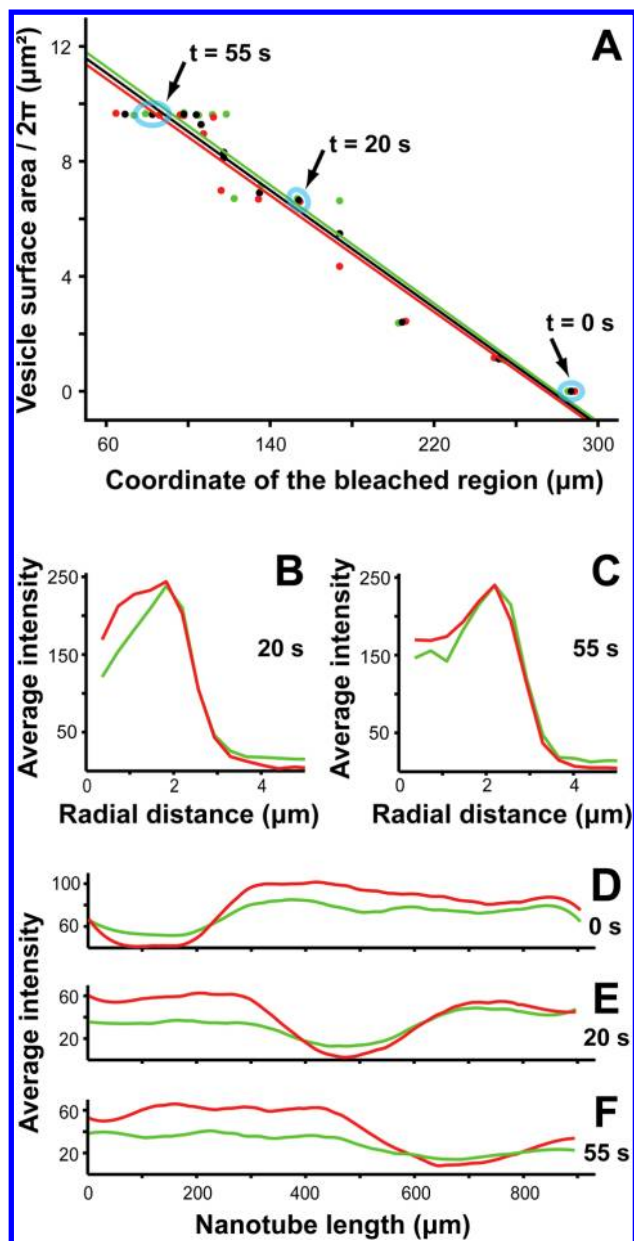 A
Vesicle surface area / 2π (µm²)
12
8
4
0
t = 55 s
t = 20 s
t = 0 s
60 140 220 300
Coordinate of the bleached region (µm)
B
Average intensity
250
150
50
20 s
0 2 4
Radial distance (µm)
C
Average intensity
250
150
50
55 s
0 2 4
Radial distance (µm)
Average intensity
D
100
60
0 s
E
60
20
20 s
F
60
20
55 s
0 200 400 600 800
Nanotube length (µm)